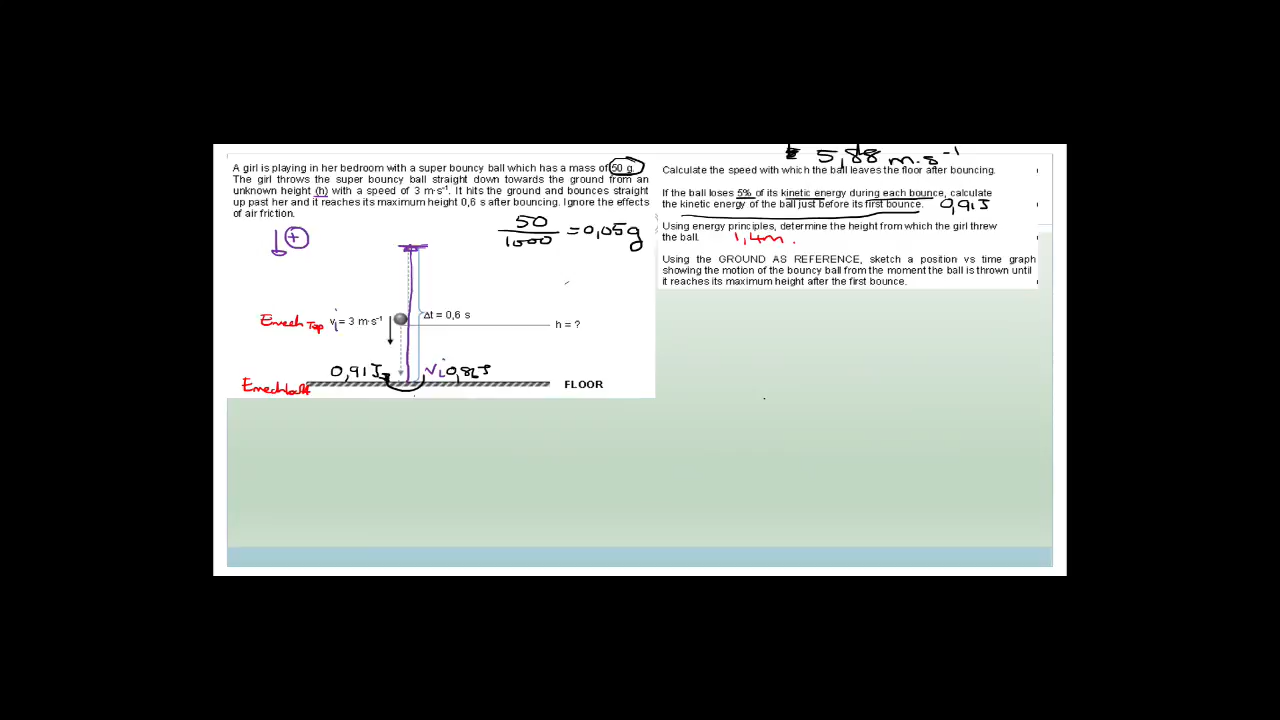 A girl is playing in her bedroom with a super bouncy ball which has a mass of 50 g.
The girl throws the super bouncy ball straight down towards the ground from an
unknown height (h) with a speed of 3 m·s⁻¹. It hits the ground and bounces straight
up past her and it reaches its maximum height 0,6 s after bouncing. Ignore the effects
of air friction.
50/1000 = 0,05g
+
Δt = 0,6 s
Emech Top
vi = 3 m·s⁻¹
h = ?
0,91J
vi
0,86J
Emech bott
FLOOR
5,88 m.s⁻¹
Calculate the speed with which the ball leaves the floor after bouncing.
If the ball loses 5% of its kinetic energy during each bounce, calculate
the kinetic energy of the ball just before its first bounce. 0,91J
Using energy principles, determine the height from which the girl threw
the ball. 1,4m.
Using the GROUND AS REFERENCE, sketch a position vs time graph
showing the motion of the bouncy ball from the moment the ball is thrown until
it reaches its maximum height after the first bounce.